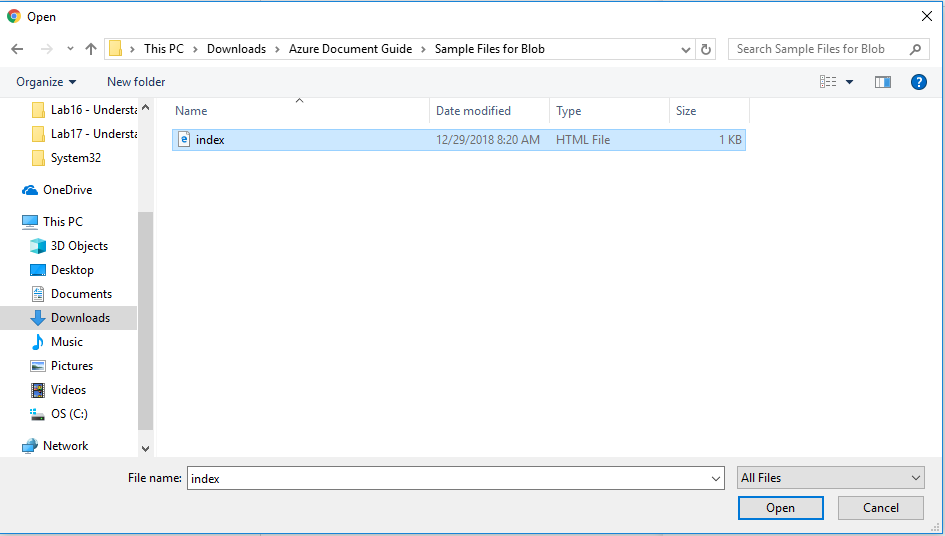 Open
This PC > Downloads > Azure Document Guide > Sample Files for Blob
Search Sample Files for Blob
Organize
New folder
Lab16 - Understa
Lab17 - Understa
System32
OneDrive
This PC
3D Objects
Desktop
Documents
Downloads
Music
Pictures
Videos
OS (C:)
Network
Name Date modified Type Size
index 12/29/2018 8:20 AM HTML File 1 KB
File name: index
All Files
Open Cancel